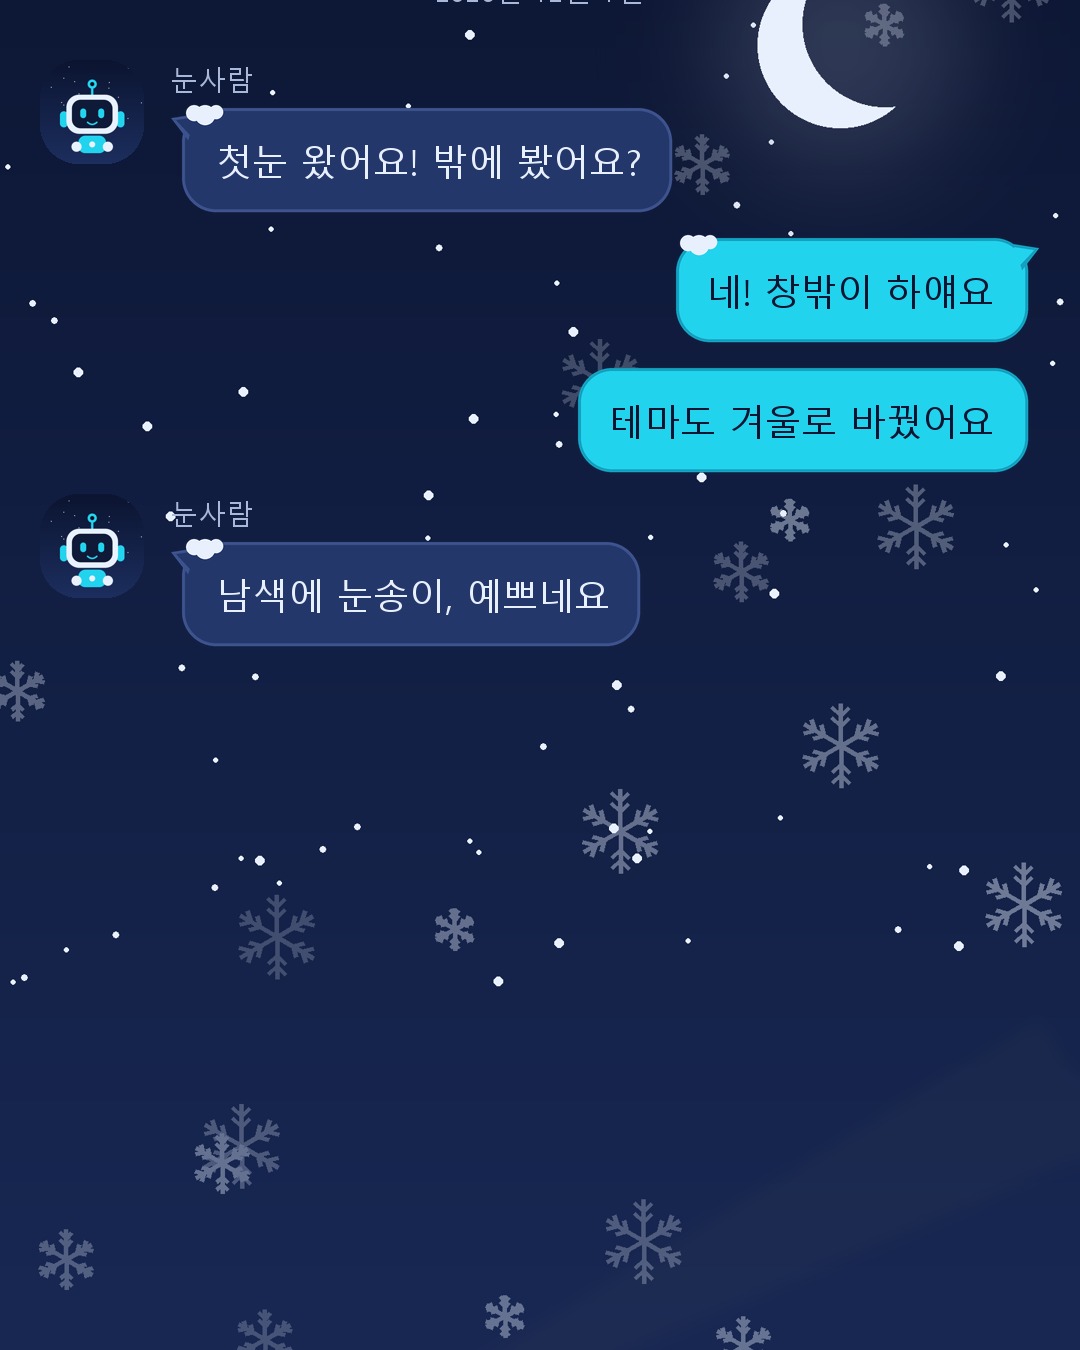 눈사람
첫눈 왔어요! 밖에 봤어요?
네! 창밖이 하얘요
테마도 겨울로 바꿨어요
눈사람
남색에 눈송이, 예쁘네요